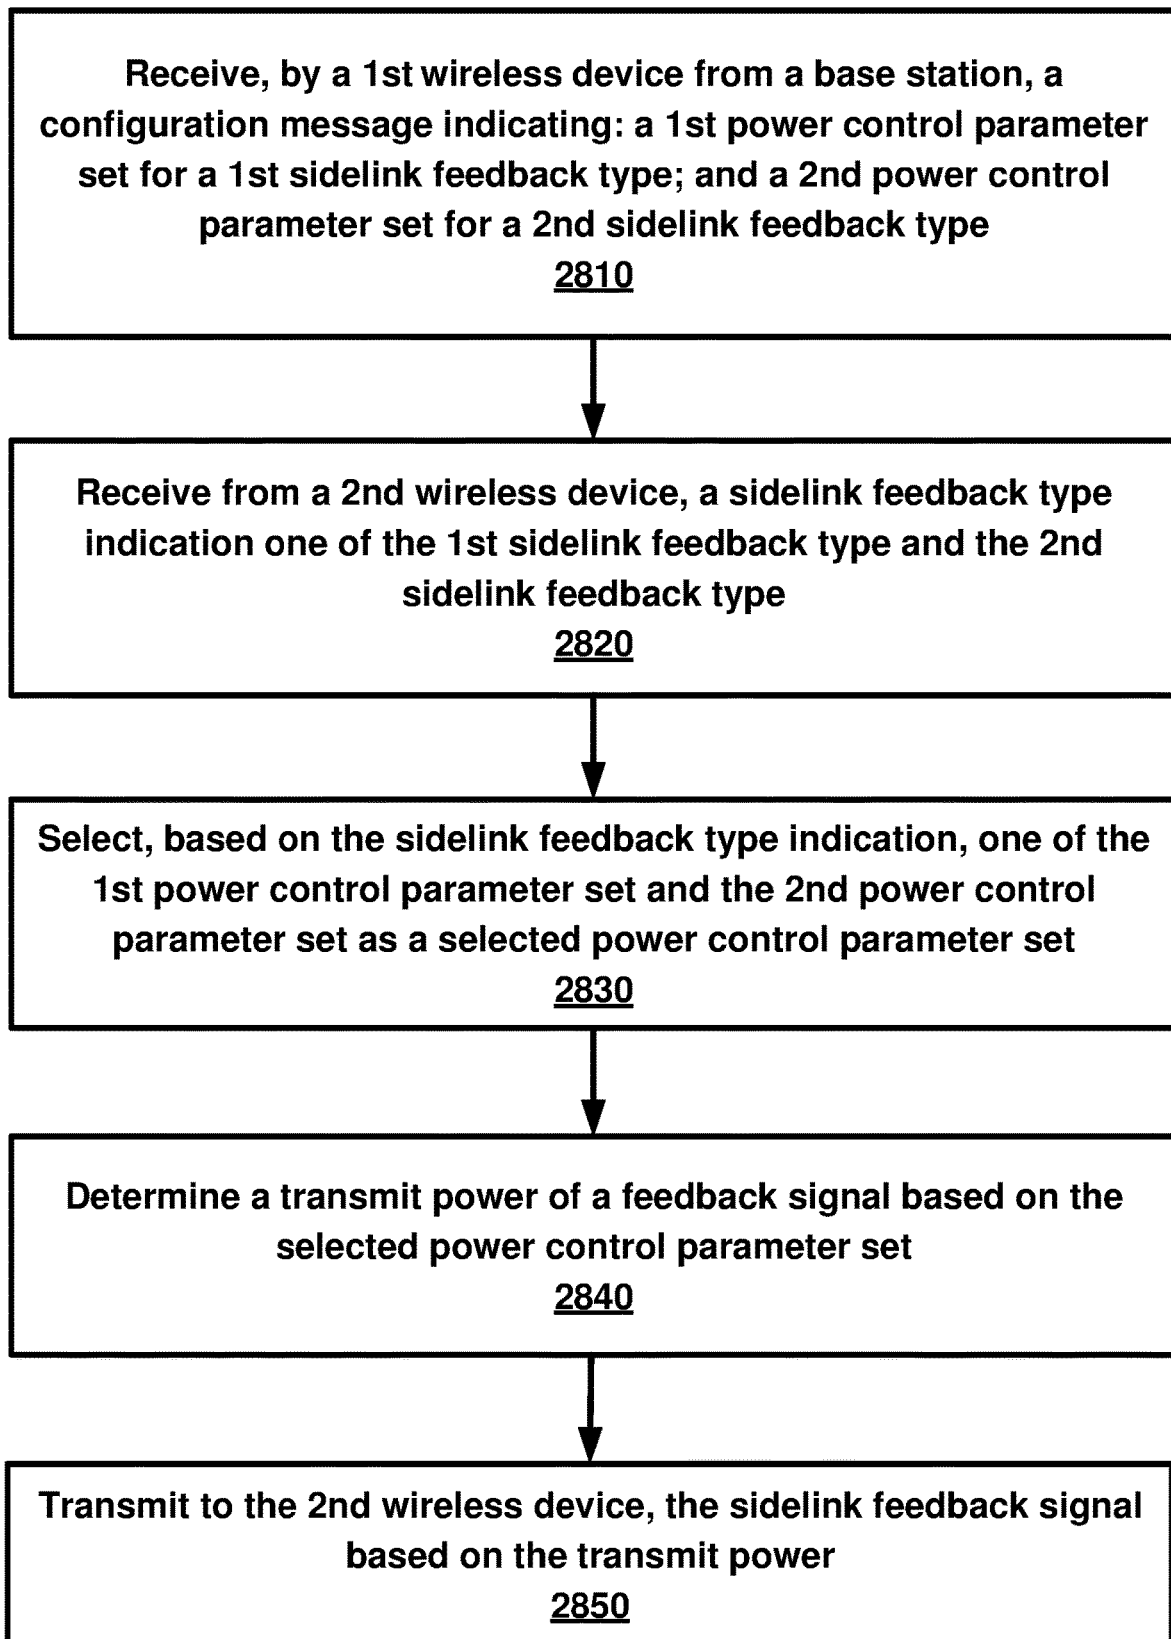 Receive, by a 1st wireless device from a base station, a
configuration message indicating: a 1st power control parameter
set for a 1st sidelink feedback type; and a 2nd power control
parameter set for a 2nd sidelink feedback type
2810
Receive from a 2nd wireless device, a sidelink feedback type
indication one of the 1st sidelink feedback type and the 2nd
sidelink feedback type
2820
Select, based on the sidelink feedback type indication, one of the
1st power control parameter set and the 2nd power control
parameter set as a selected power control parameter set
2830
Determine a transmit power of a feedback signal based on the
selected power control parameter set
2840
Transmit to the 2nd wireless device, the sidelink feedback signal
based on the transmit power
2850